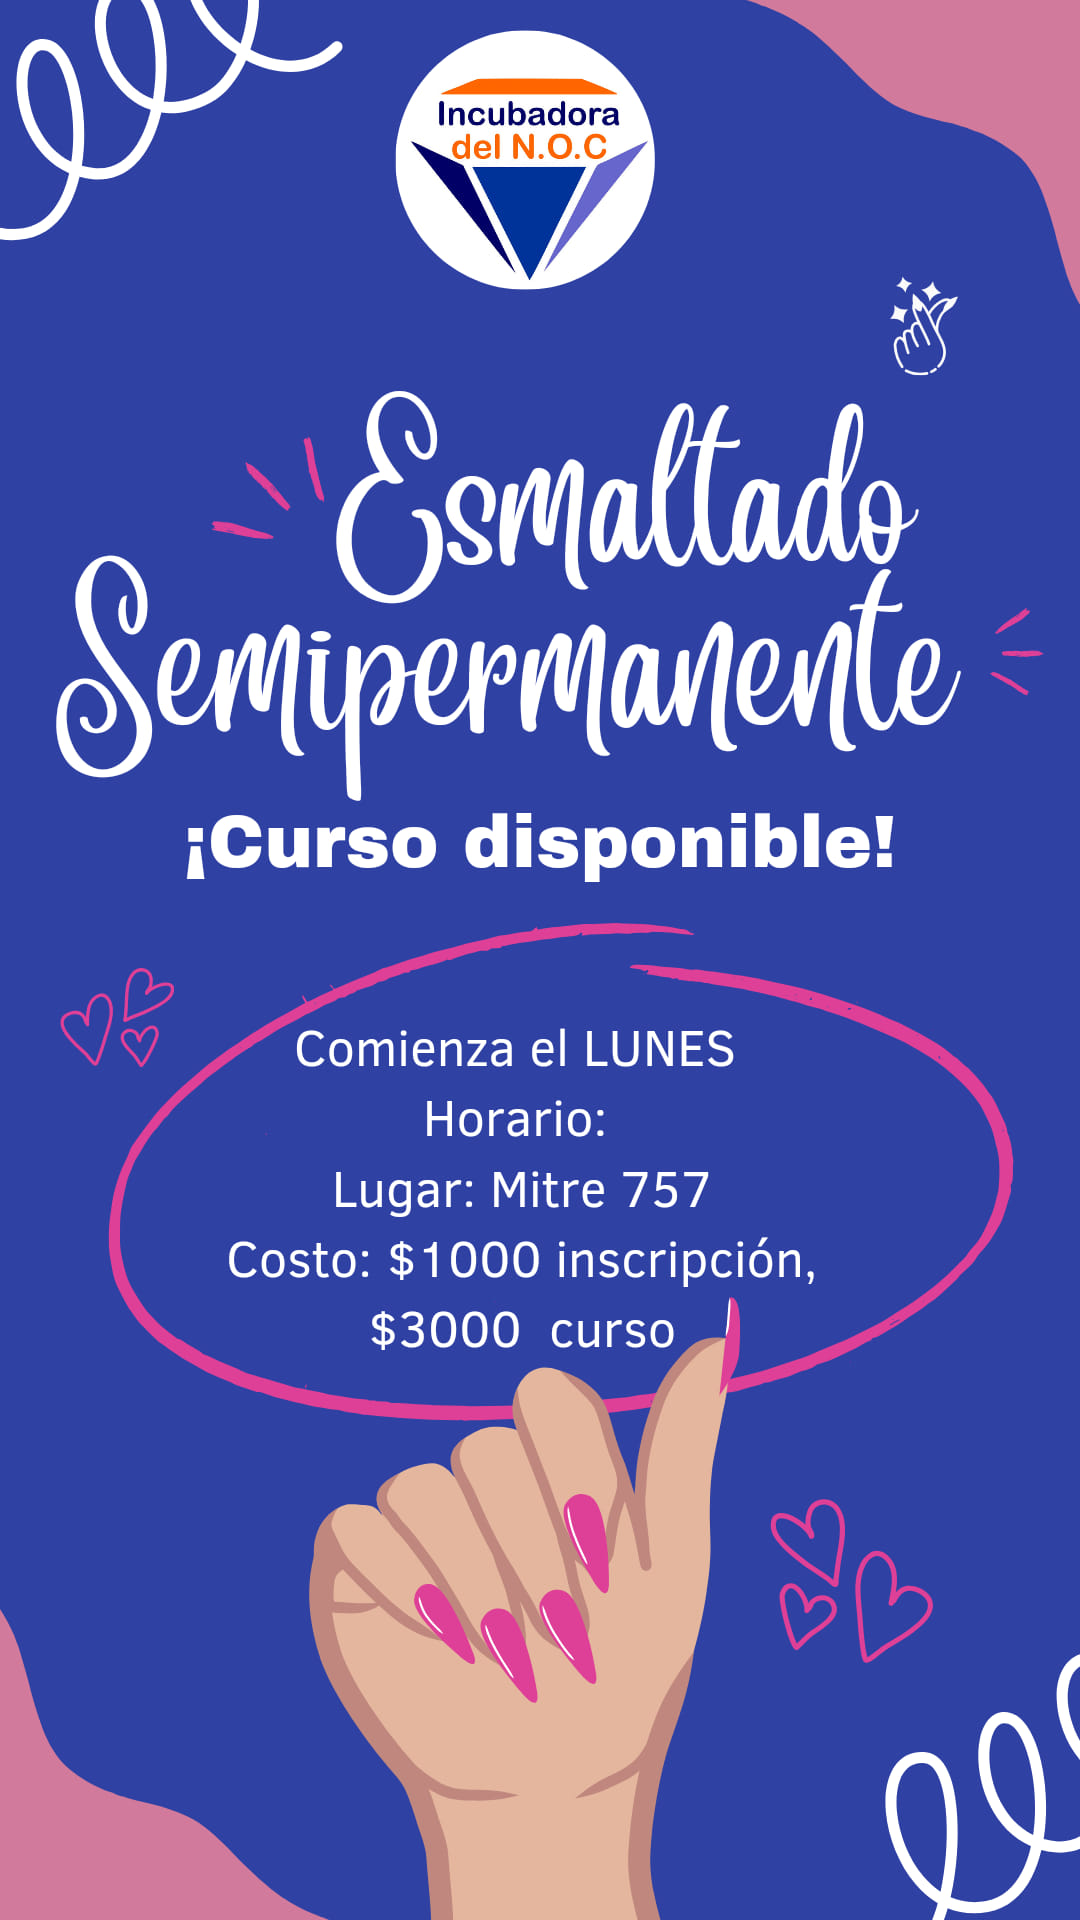 Incubadora
del N.O.C
Esmaltado
Semipermanente
¡Curso disponible!
Comienza el LUNES
Horario:
Lugar: Mitre 757
Costo: $1000 inscripción,
$3000 curso